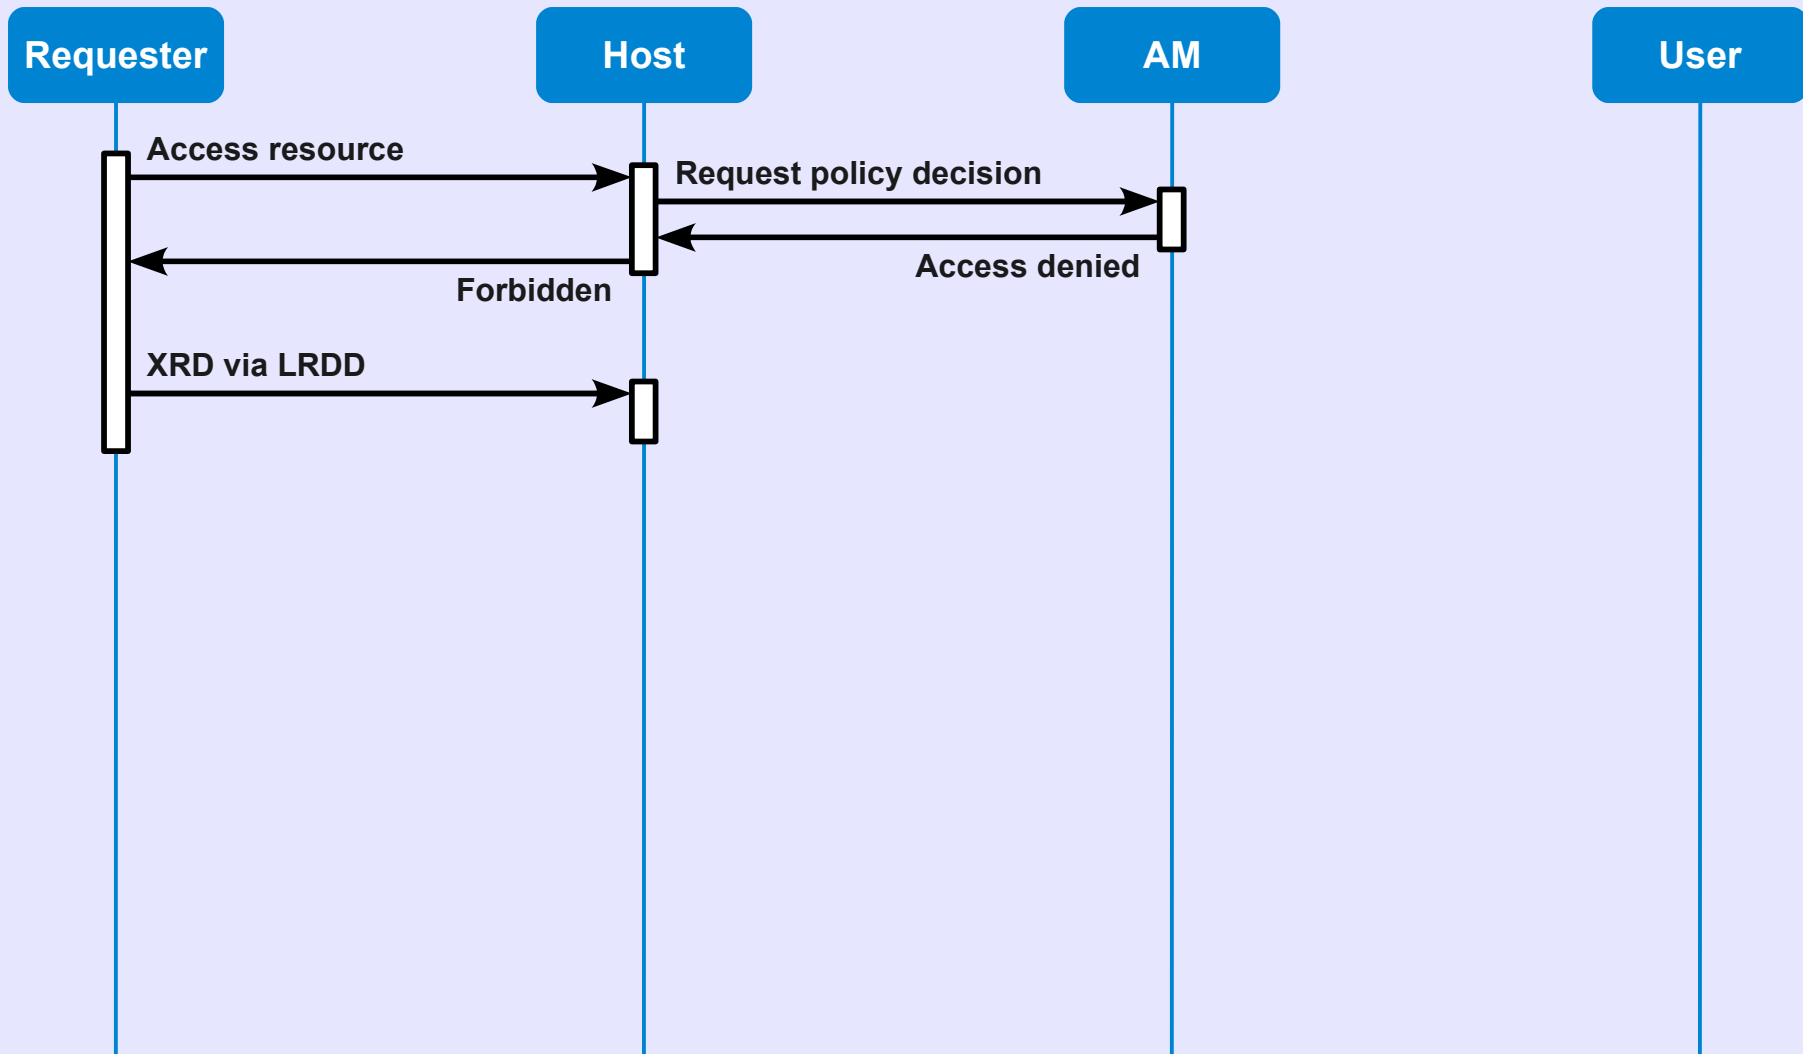 Requester
Host
AM
User
Access resource
Request policy decision
Access denied
Forbidden
XRD via LRDD